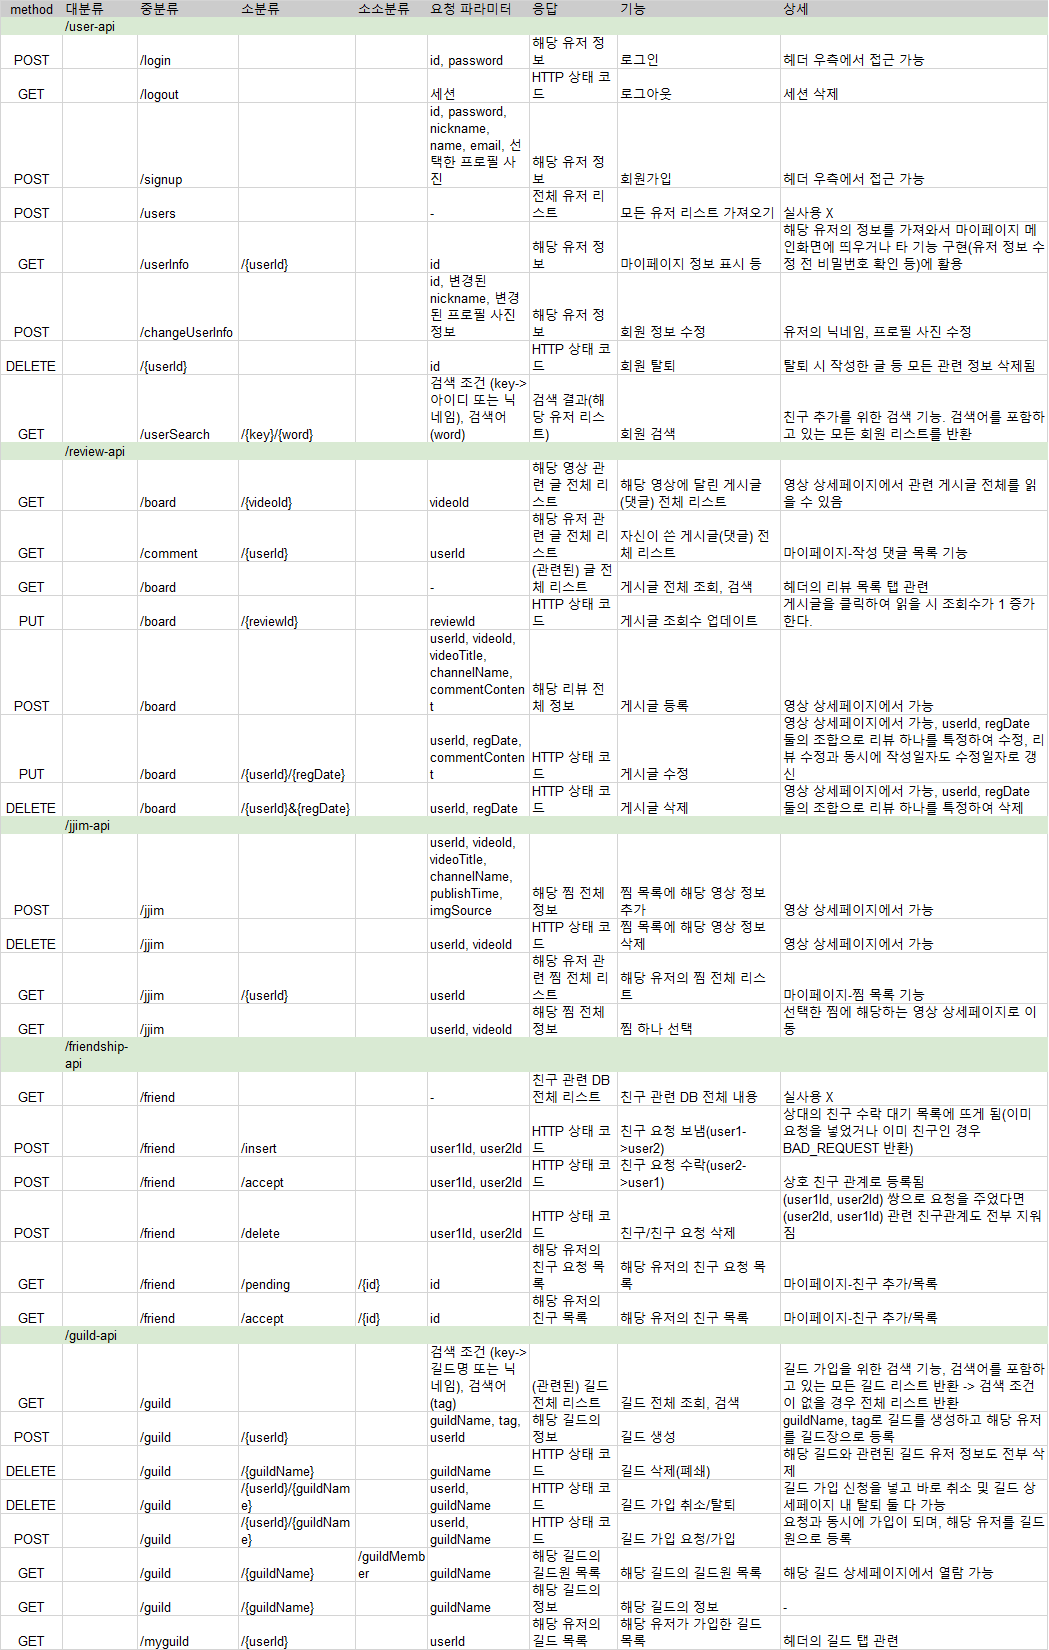 method 대분류 중분류 소분류 소소분류 요청 파라미터 응답 기능 상세
/user-api
POST /login id, password 해당 유저 정보 로그인 헤더 우측에서 접근 가능
GET /logout 세션 HTTP 상태 코드 로그아웃 세션 삭제
POST /signup id, password, nickname, name, email, 선택한 프로필 사진 해당 유저 정보 회원가입 헤더 우측에서 접근 가능
POST /users - 전체 유저 리스트 모든 유저 리스트 가져오기 실사용 X
GET /userInfo /{userId} id 해당 유저 정보 마이페이지 정보 표시 등 해당 유저의 정보를 가져와서 마이페이지 메인화면에 띄우거나 타 기능 구현(유저 정보 수정 전 비밀번호 확인 등)에 활용
POST /changeUserInfo id, 변경된 nickname, 변경된 프로필 사진 정보 해당 유저 정보 회원 정보 수정 유저의 닉네임, 프로필 사진 수정
DELETE /{userId} id HTTP 상태 코드 회원 탈퇴 탈퇴 시 작성한 글 등 모든 관련 정보 삭제됨
GET /userSearch /{key}/{word} 검색 조건 (key->아이디 또는 닉네임), 검색어 (word) 검색 결과(해당 유저 리스트) 회원 검색 친구 추가를 위한 검색 기능. 검색어를 포함하고 있는 모든 회원 리스트를 반환
/review-api
GET /board /{videoId} videoId 해당 영상 관련 글 전체 리스트 해당 영상에 달린 게시글(댓글) 전체 리스트 영상 상세페이지에서 관련 게시글 전체를 읽을 수 있음
GET /comment /{userId} userId 해당 유저 관련 글 전체 리스트 자신이 쓴 게시글(댓글) 전체 리스트 마이페이지-작성 댓글 목록 기능
GET /board - (관련된) 글 전체 리스트 게시글 전체 조회, 검색 헤더의 리뷰 목록 탭 관련
PUT /board /{reviewId} reviewId HTTP 상태 코드 게시글 조회수 업데이트 게시글을 클릭하여 읽을 시 조회수가 1 증가한다.
POST /board userId, videoId, videoTitle, channelName, commentContent 해당 리뷰 전체 정보 게시글 등록 영상 상세페이지에서 가능
PUT /board /{userId}/{regDate} userId, regDate, commentContent HTTP 상태 코드 게시글 수정 영상 상세페이지에서 가능, userId, regDate 둘의 조합으로 리뷰 하나를 특정하여 수정, 리뷰 수정과 동시에 작성일자도 수정일자로 갱신
DELETE /board /{userId}&{regDate} userId, regDate HTTP 상태 코드 게시글 삭제 영상 상세페이지에서 가능, userId, regDate 둘의 조합으로 리뷰 하나를 특정하여 삭제
/jjim-api
POST /jjim userId, videoId, videoTitle, channelName, publishTime, imgSource 해당 찜 전체 정보 찜 목록에 해당 영상 정보 추가 영상 상세페이지에서 가능
DELETE /jjim userId, videoId HTTP 상태 코드 찜 목록에 해당 영상 정보 삭제 영상 상세페이지에서 가능
GET /jjim /{userId} userId 해당 유저 관련 찜 전체 리스트 해당 유저의 찜 전체 리스트 마이페이지-찜 목록 기능
GET /jjim userId, videoId 해당 찜 전체 정보 찜 하나 선택 선택한 찜에 해당하는 영상 상세페이지로 이동
/friendship-api
GET /friend - 친구 관련 DB 전체 리스트 친구 관련 DB 전체 내용 실사용 X
POST /friend /insert user1Id, user2Id HTTP 상태 코드 친구 요청 보냄(user1->user2) 상대의 친구 수락 대기 목록에 뜨게 됨(이미 요청을 넣었거나 이미 친구인 경우 BAD_REQUEST 반환)
POST /friend /accept user1Id, user2Id HTTP 상태 코드 친구 요청 수락(user2->user1) 상호 친구 관계로 등록됨
POST /friend /delete user1Id, user2Id HTTP 상태 코드 친구/친구 요청 삭제 (user1Id, user2Id) 쌍으로 요청을 주었다면 (user2Id, user1Id) 관련 친구관계도 전부 지워짐
GET /friend /pending /{id} id 해당 유저의 친구 요청 목록 해당 유저의 친구 요청 목록 마이페이지-친구 추가/목록
GET /friend /accept /{id} id 해당 유저의 친구 목록 해당 유저의 친구 목록 마이페이지-친구 추가/목록
/guild-api
GET /guild 검색 조건 (key->길드명 또는 닉네임), 검색어 (tag) (관련된) 길드 전체 리스트 길드 전체 조회, 검색 길드 가입을 위한 검색 기능, 검색어를 포함하고 있는 모든 길드 리스트 반환 -> 검색 조건이 없을 경우 전체 리스트 반환
POST /guild /{userId} guildName, tag, userId 해당 길드의 정보 길드 생성 guildName, tag로 길드를 생성하고 해당 유저를 길드장으로 등록
DELETE /guild /{guildName} guildName HTTP 상태 코드 길드 삭제(폐쇄) 해당 길드와 관련된 길드 유저 정보도 전부 삭제
DELETE /guild /{userId}/{guildName} userId, guildName HTTP 상태 코드 길드 가입 취소/탈퇴 길드 가입 신청을 넣고 바로 취소 및 길드 상세페이지 내 탈퇴 둘 다 가능
POST /guild /{userId}/{guildName} userId, guildName HTTP 상태 코드 길드 가입 요청/가입 요청과 동시에 가입이 되며, 해당 유저를 길드원으로 등록
GET /guild /{guildName} /guildMember guildName 해당 길드의 길드원 목록 해당 길드의 길드원 목록 해당 길드 상세페이지에서 열람 가능
GET /guild /{guildName} guildName 해당 길드의 정보 해당 길드의 정보 -
GET /myguild /{userId} userId 해당 유저의 길드 목록 해당 유저가 가입한 길드 목록 헤더의 길드 탭 관련